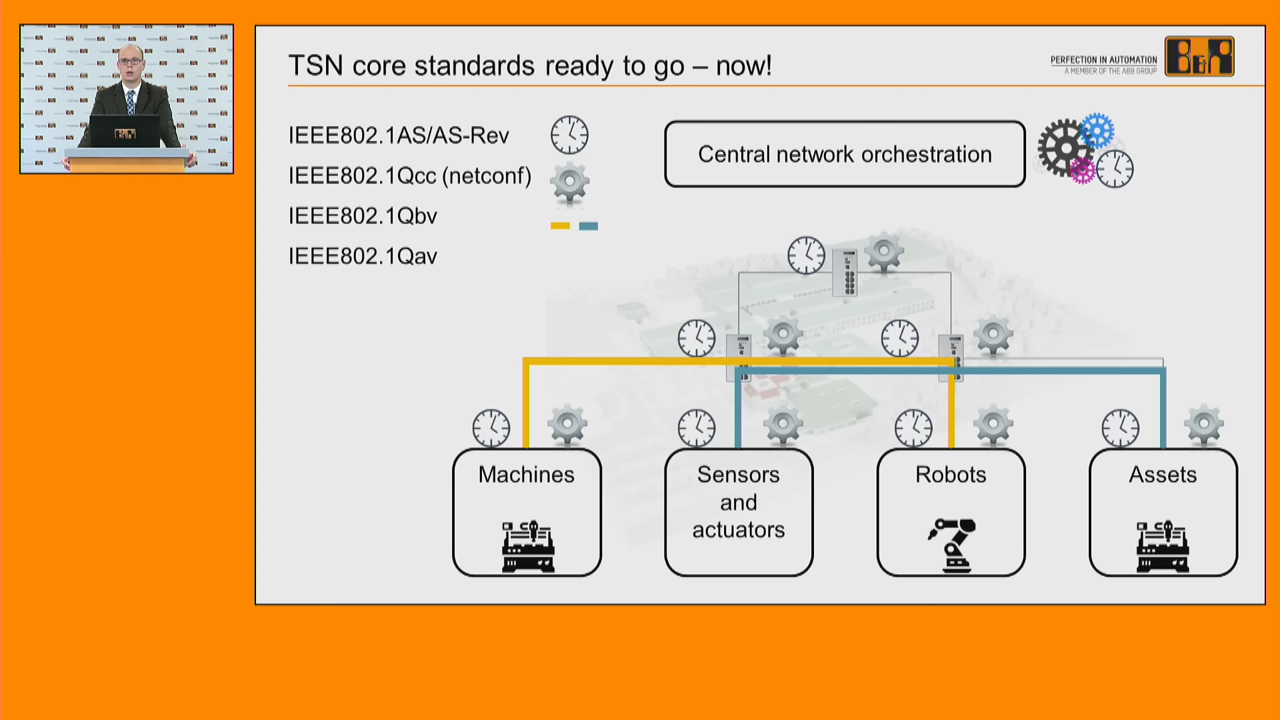 TSN core standards ready to go – now!
PERFECTION IN AUTOMATION
A MEMBER OF THE ABB GROUP
B&R
IEEE802.1AS/AS-Rev
IEEE802.1Qcc (netconf)
IEEE802.1Qbv
IEEE802.1Qav
Central network orchestration
Machines
Sensors
and
actuators
Robots
Assets